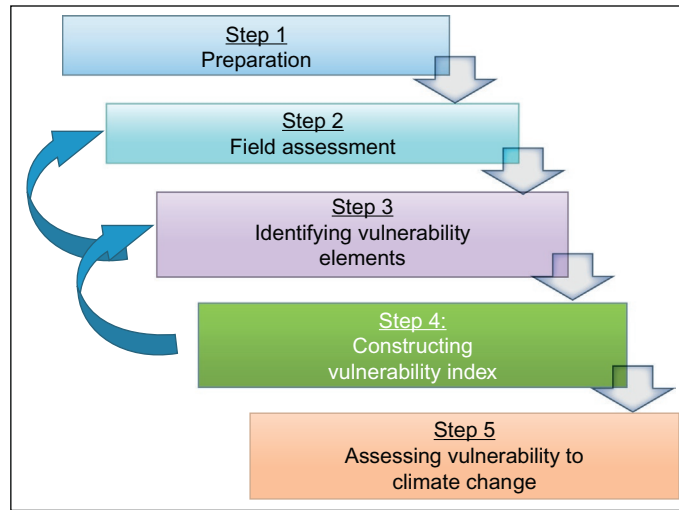 Step 1
Preparation
Step 2
Field assessment
Step 3
Identifying vulnerability
elements
Step 4:
Constructing
vulnerability index
Step 5
Assessing vulnerability to
climate change